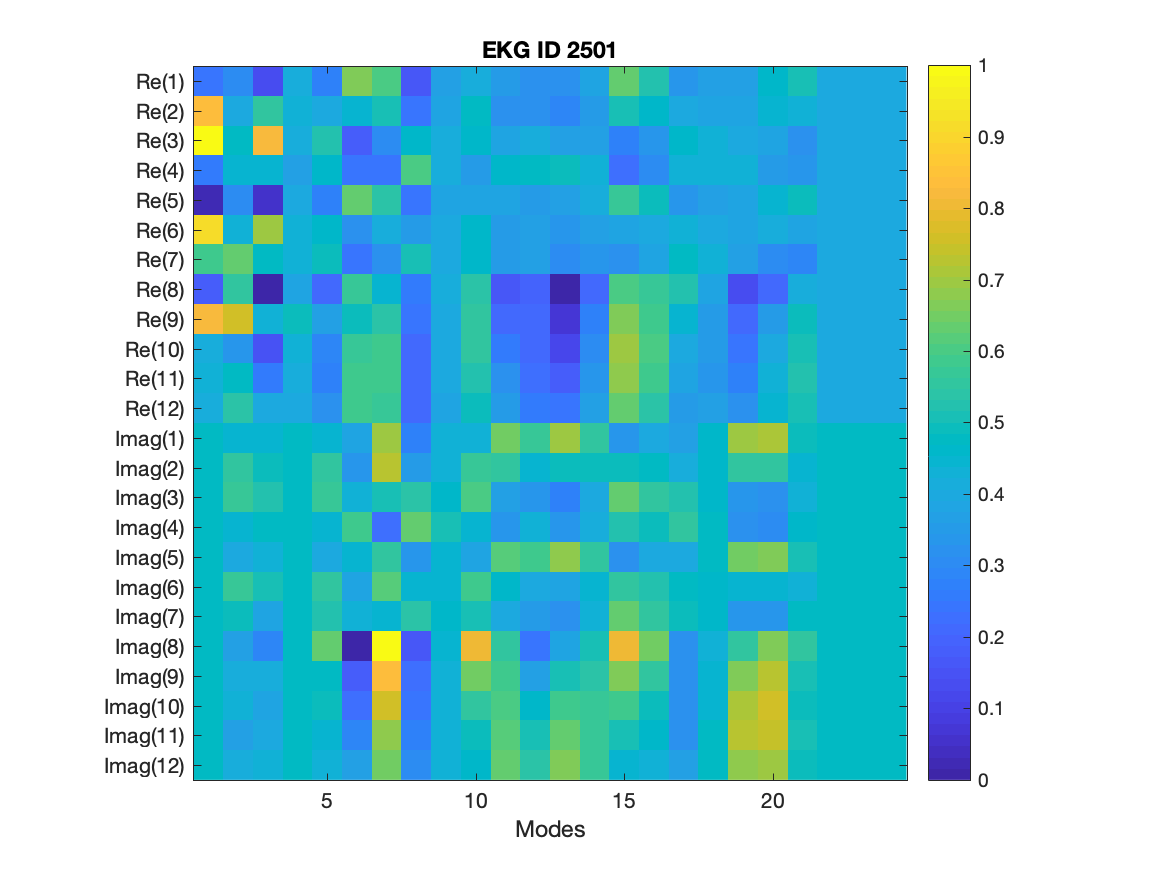 EKG ID 2501
Re(1)
Re(2)
Re(3)
Re(4)
Re(5)
Re(6)
Re(7)
Re(8)
Re(9)
Re(10)
Re(11)
Re(12)
Imag(1)
Imag(2)
Imag(3)
Imag(4)
Imag(5)
Imag(6)
Imag(7)
Imag(8)
Imag(9)
Imag(10)
Imag(11)
Imag(12)
5 10 15 20
Modes
1
0.9
0.8
0.7
0.6
0.5
0.4
0.3
0.2
0.1
0